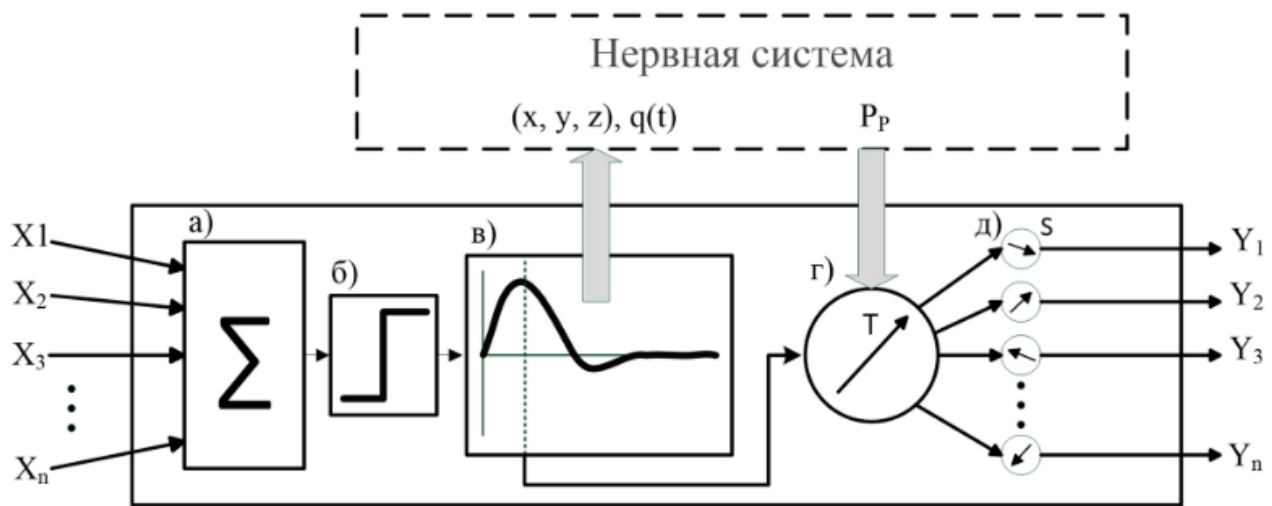 Нервная система
(x, y, z), q(t) P_P
а) б) в) г) д) S
X1
X₂
X₃
Xₙ
Σ
T
Y₁
Y₂
Y₃
Yₙ